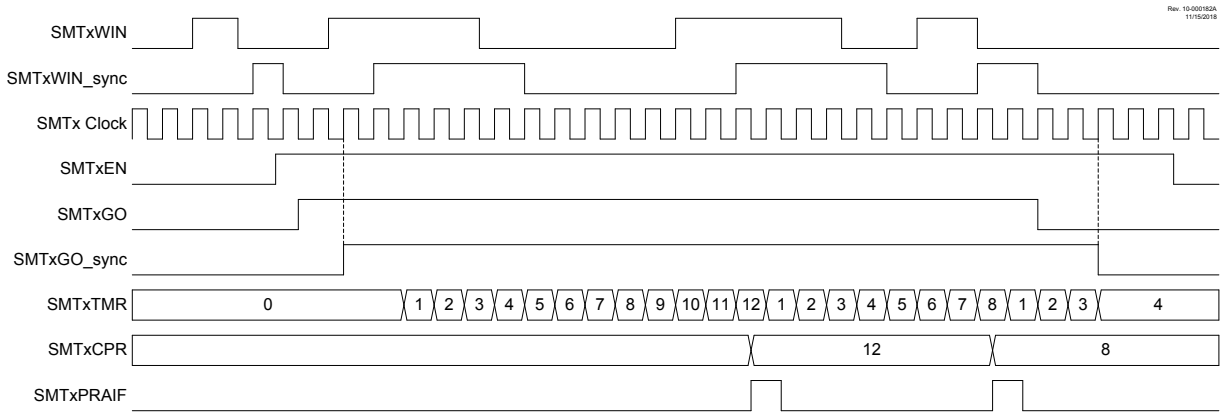 Rev. 10-000182A
11/15/2018
SMTxWIN
SMTxWIN_sync
SMTx Clock
SMTxEN
SMTxGO
SMTxGO_sync
SMTxTMR 0 1 2 3 4 5 6 7 8 9 10 11 12 1 2 3 4 5 6 7 8 1 2 3 4
SMTxCPR 12 8
SMTxPRAIF